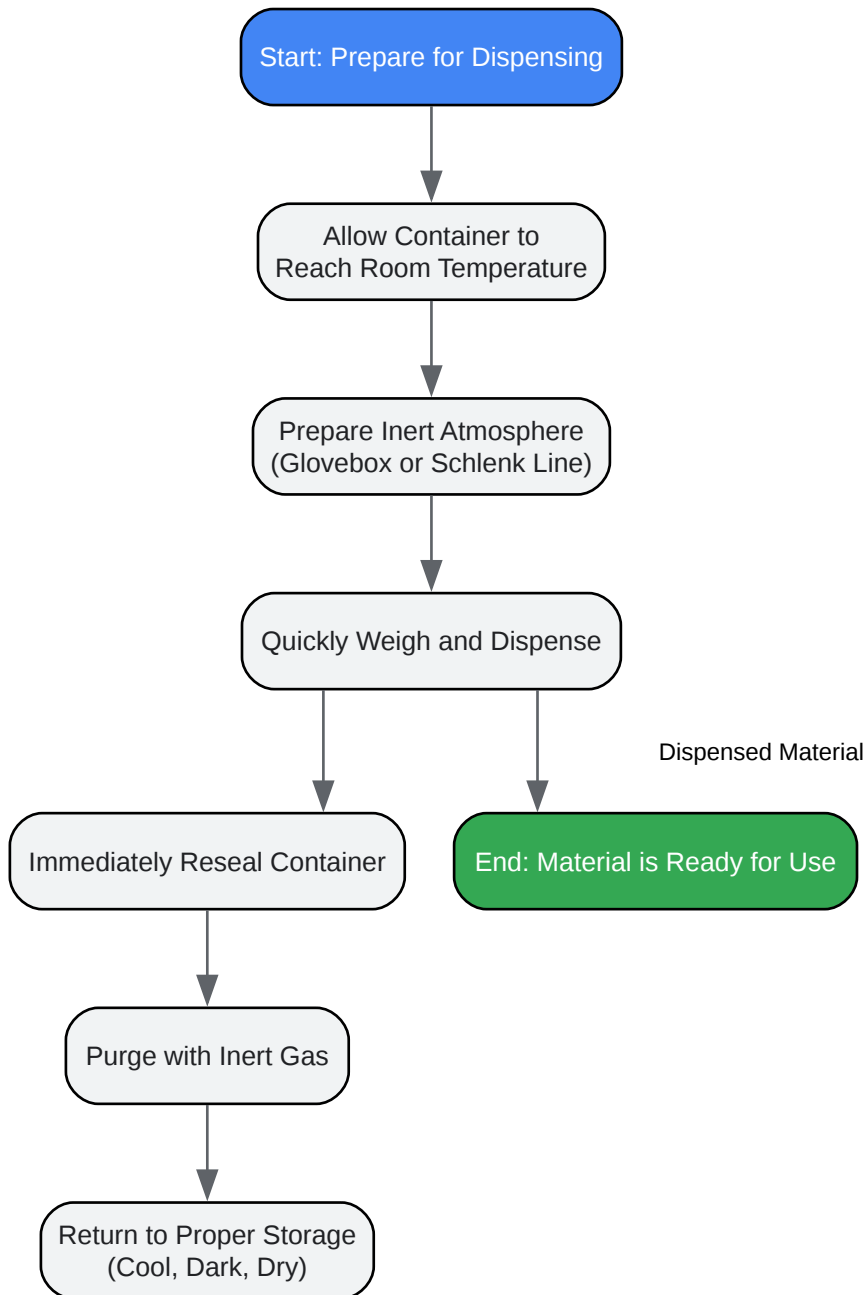 Start: Prepare for Dispensing
Allow Container to
Reach Room Temperature
Prepare Inert Atmosphere
(Glovebox or Schlenk Line)
Quickly Weigh and Dispense
Dispensed Material
Immediately Reseal Container
End: Material is Ready for Use
Purge with Inert Gas
Return to Proper Storage
(Cool, Dark, Dry)